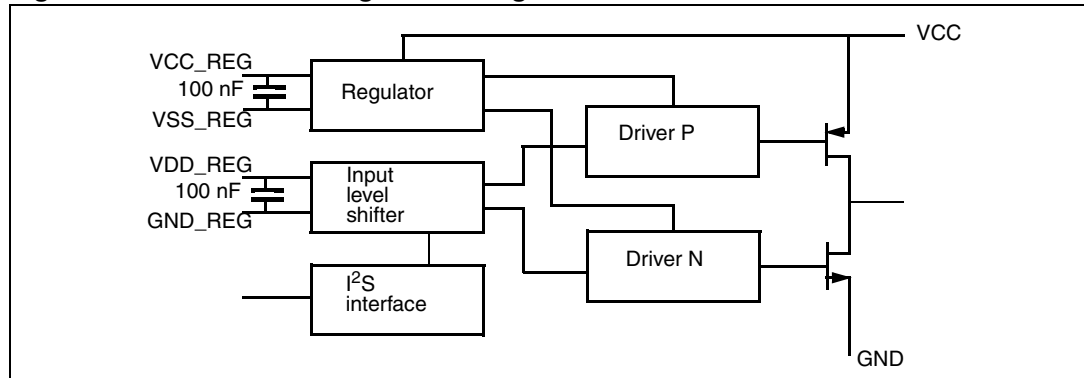 VCC
VCC_REG
100 nF
VSS_REG
Regulator
Driver P
VDD_REG
100 nF
GND_REG
Input
level
shifter
Driver N
I²S
interface
GND